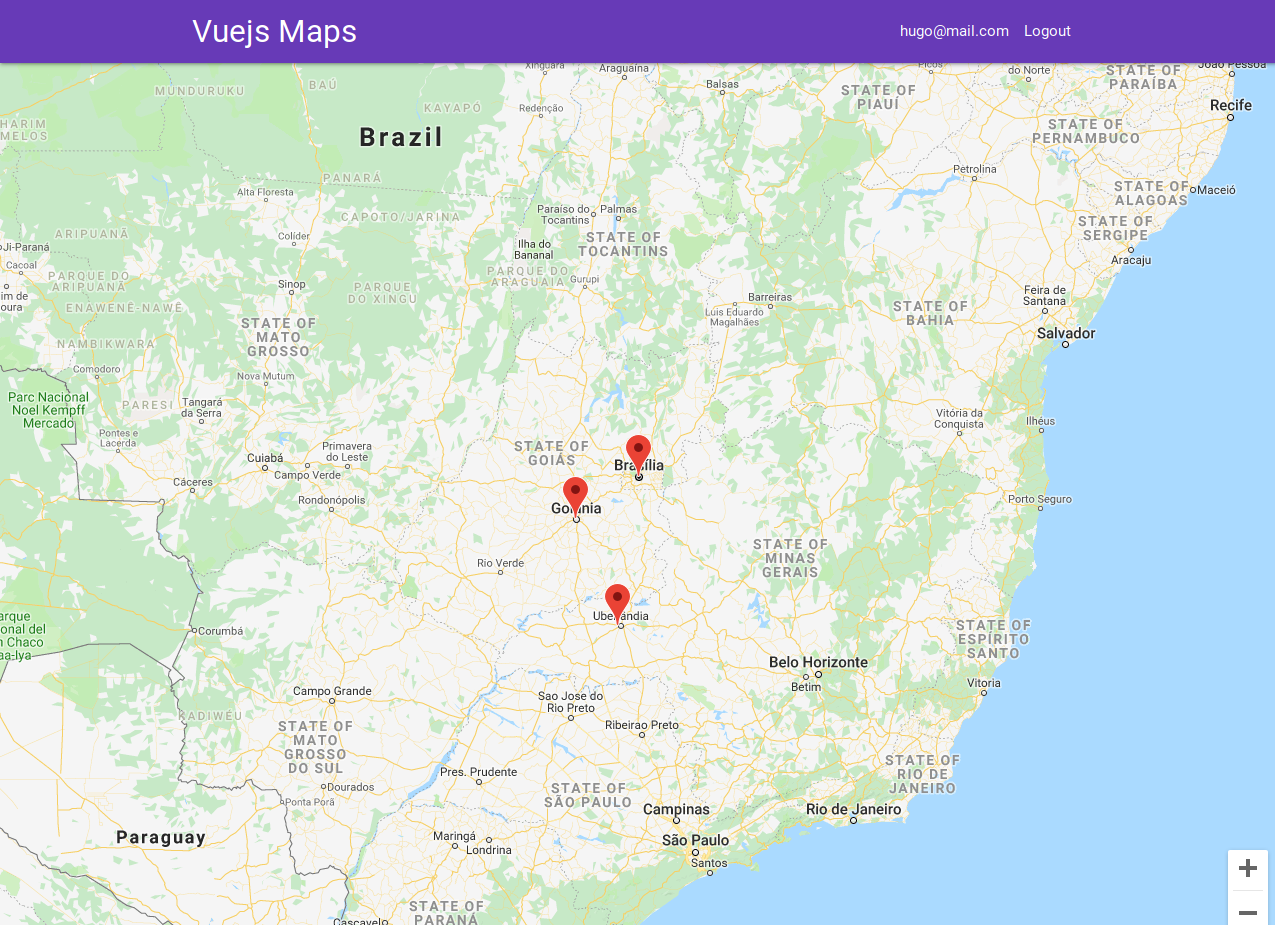 Vuejs Maps
hugo@mail.com
Logout
Xinguara
Araguaína
Balsas
Picos
do Norte
STATE OF
PARAÍBA
João Pessoa
MUNDURUKU
BAÚ
KAYAPÓ
Redenção
STATE OF
PIAUÍ
Recife
HARIM
MELOS
Brazil
STATE OF
PERNAMBUCO
PANARÁ
Petrolina
Alta Floresta
STATE OF
ALAGOAS
Maceió
CAPOTO/JARINA
Paraíso do
Tocantins
Palmas
STATE OF
SERGIPE
ARIPUANÃ
Colíder
Ji-Paraná
Ilha do
Bananal
STATE OF
TOCANTINS
Aracaju
Cacoal
PARQUE DO
ARIPUANÃ
PARQUE DO
ARAGUAIA
Gurupi
Sinop
PARQUE
DO XINGU
im de
oura
ENAWENÊ-NAWÊ
Barreiras
Luis Eduardo
Magalhães
STATE OF
BAHIA
Feira de
Santana
STATE OF
MATO
GROSSO
Salvador
NAMBIKWARA
Comodoro
Nova Mutum
Parc Nacional
Noel Kempff
Mercado
PARESI
Tangará
da Serra
Vitória da
Conquista
Ilhéus
Pontes e
Lacerda
Primavera
do Leste
STATE OF
GOIÁS
Cuiabá
Campo Verde
Brasília
Cáceres
Rondonópolis
Goiânia
Porto Seguro
STATE OF
MINAS
GERAIS
Rio Verde
arque
onal del
n Chaco
aa-Iya
Uberlândia
Corumbá
STATE OF
ESPÍRITO
SANTO
Belo Horizonte
Betim
Vitoria
Campo Grande
Sao Jose do
Rio Preto
KADIWÉU
Ribeirao Preto
STATE OF
MATO
GROSSO
DO SUL
Pres. Prudente
STATE OF
RIO DE
JANEIRO
Dourados
Ponta Porã
STATE OF
SÃO PAULO
Campinas
Rio de Janeiro
Paraguay
Maringá
Londrina
São Paulo
Santos
STATE OF
PARANÁ
Cascavel